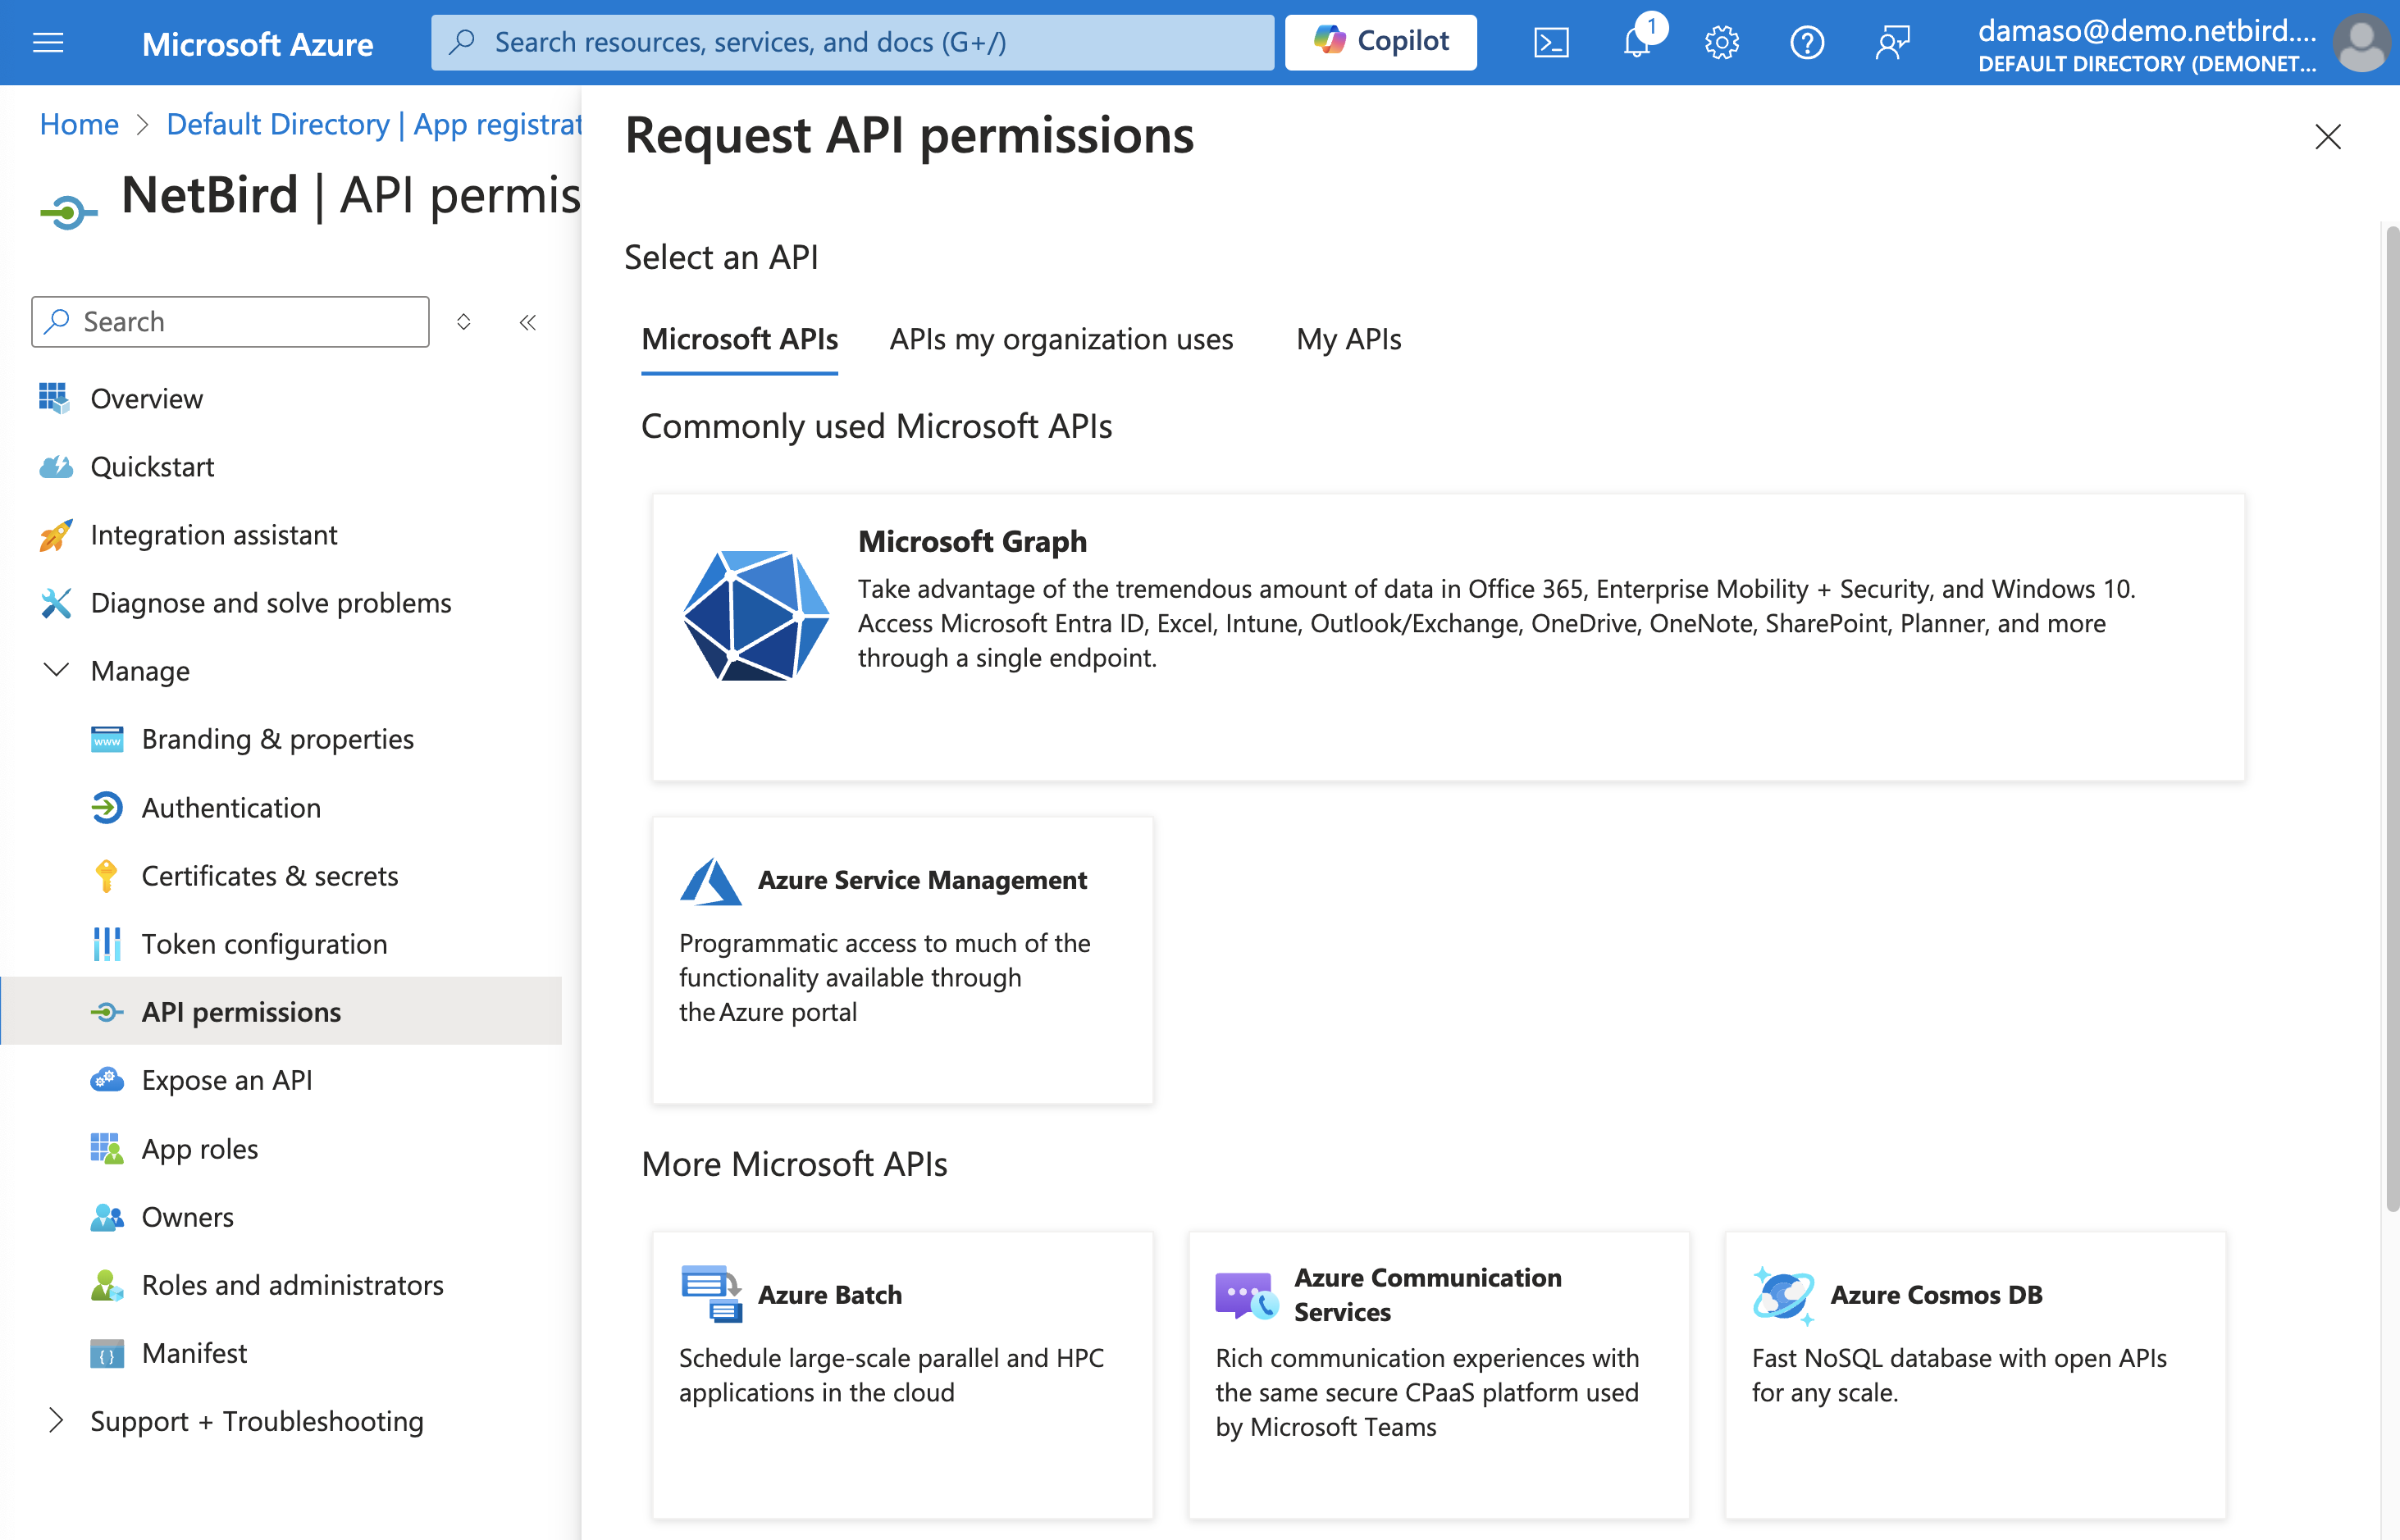 Microsoft Azure
Search resources, services, and docs (G+/)
Copilot
1
damaso@demo.netbird....
DEFAULT DIRECTORY (DEMONET...
Home > Default Directory | App registrat
NetBird | API permis
Search
Overview
Quickstart
Integration assistant
Diagnose and solve problems
Manage
www
Branding & properties
Authentication
Certificates & secrets
Token configuration
API permissions
Expose an API
App roles
Owners
Roles and administrators
Manifest
Support + Troubleshooting
Request API permissions
Select an API
Microsoft APIs
APIs my organization uses
My APIs
Commonly used Microsoft APIs
Microsoft Graph
Take advantage of the tremendous amount of data in Office 365, Enterprise Mobility + Security, and Windows 10.
Access Microsoft Entra ID, Excel, Intune, Outlook/Exchange, OneDrive, OneNote, SharePoint, Planner, and more
through a single endpoint.
Azure Service Management
Programmatic access to much of the
functionality available through
the Azure portal
More Microsoft APIs
Azure Batch
Schedule large-scale parallel and HPC
applications in the cloud
Azure Communication
Services
Rich communication experiences with
the same secure CPaaS platform used
by Microsoft Teams
Azure Cosmos DB
Fast NoSQL database with open APIs
for any scale.